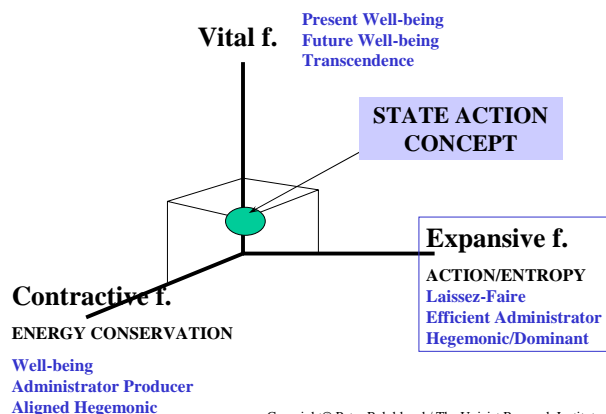 Vital f.
Present Well-being
Future Well-being
Transcendence
STATE ACTION
CONCEPT
Expansive f.
ACTION/ENTROPY
Laissez-Faire
Efficient Administrator
Hegemonic/Dominant
Contractive f.
ENERGY CONSERVATION
Well-being
Administrator Producer
Aligned Hegemonic